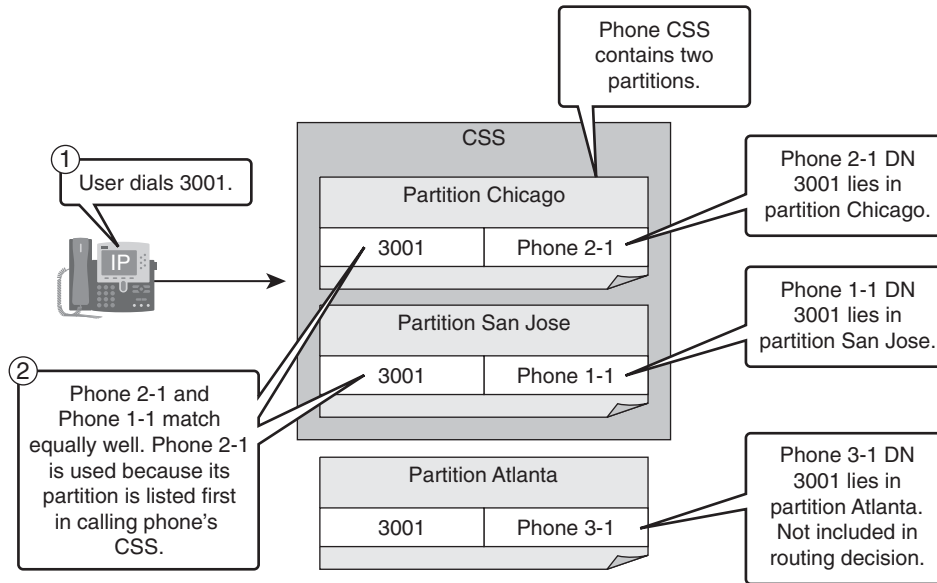 Phone CSS
contains two
partitions.
CSS
1
User dials 3001.
IP
Partition Chicago
3001
Phone 2-1
Phone 2-1 DN
3001 lies in
partition Chicago.
Partition San Jose
3001
Phone 1-1
Phone 1-1 DN
3001 lies in
partition San Jose.
2
Phone 2-1 and
Phone 1-1 match
equally well. Phone 2-1
is used because its
partition is listed first
in calling phone's
CSS.
Partition Atlanta
3001
Phone 3-1
Phone 3-1 DN
3001 lies in
partition Atlanta.
Not included in
routing decision.